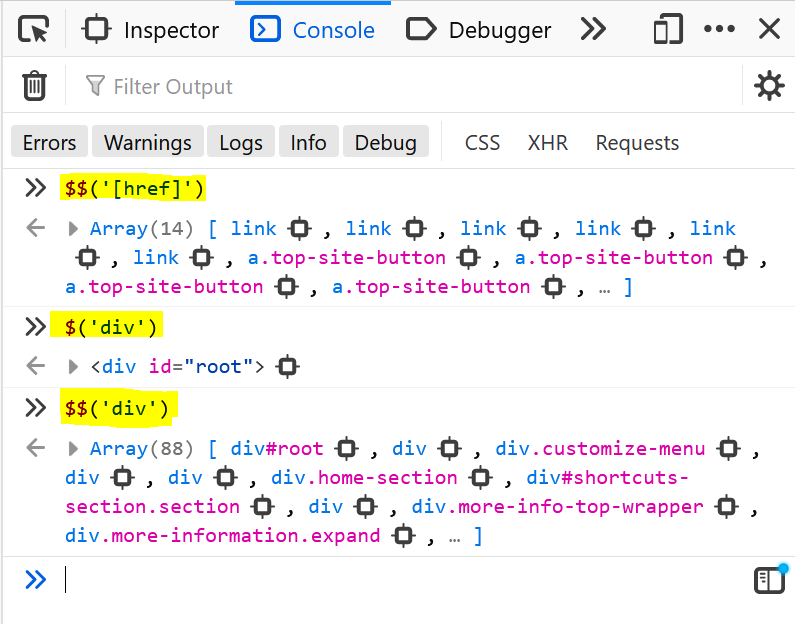 Inspector Console Debugger
Filter Output
Errors Warnings Logs Info Debug CSS XHR Requests
$$('[href]')
Array(14) [ link , link , link , link , link
, link , a.top-site-button , a.top-site-button ,
a.top-site-button , a.top-site-button , … ]
$('div')
<div id="root">
$$('div')
Array(88) [ div#root , div , div.customize-menu ,
div , div , div.home-section , div#shortcuts-
section.section , div , div.more-info-top-wrapper ,
div.more-information.expand , … ]